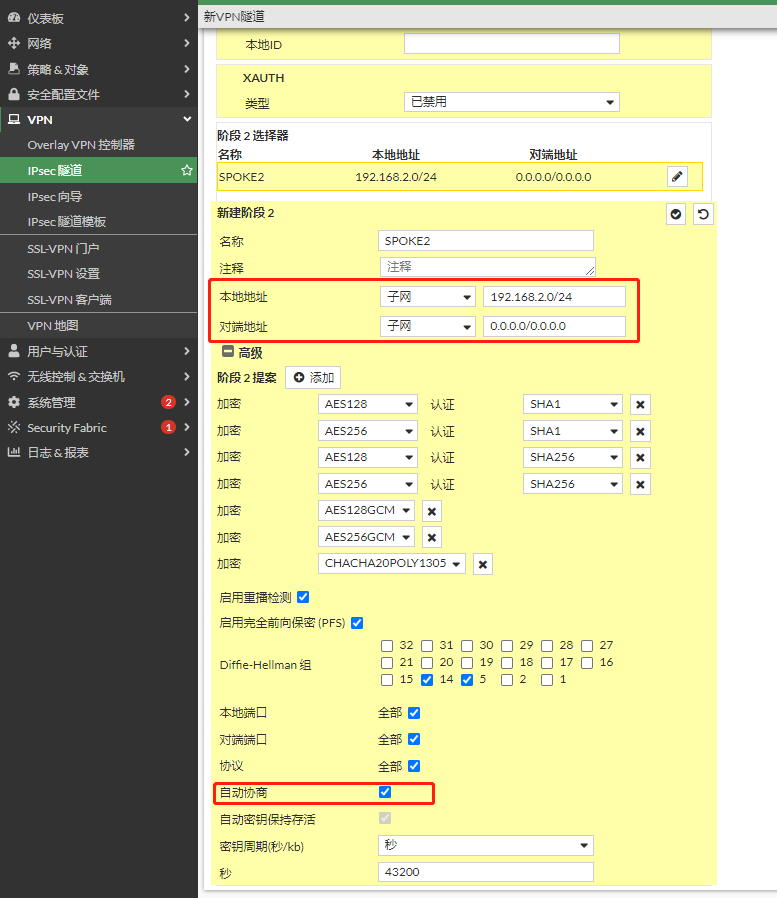 仪表板
网络
策略 & 对象
安全配置文件
VPN
Overlay VPN 控制器
IPsec 隧道
IPsec 向导
IPsec 隧道模板
SSL-VPN 门户
SSL-VPN 设置
SSL-VPN 客户端
VPN 地图
用户与认证
无线控制 & 交换机
系统管理 2
Security Fabric 1
日志 & 报表
新VPN隧道
本地ID
XAUTH
类型 已禁用
阶段 2 选择器
名称 本地地址 对端地址
SPOKE2 192.168.2.0/24 0.0.0.0/0.0.0.0
新建阶段 2
名称 SPOKE2
注释 注释
本地地址 子网 192.168.2.0/24
对端地址 子网 0.0.0.0/0.0.0.0
高级
阶段 2 提案 添加
加密 AES128 认证 SHA1
加密 AES256 认证 SHA1
加密 AES128 认证 SHA256
加密 AES256 认证 SHA256
加密 AES128GCM
加密 AES256GCM
加密 CHACHA20POLY1305
启用重播检测
启用完全前向保密 (PFS)
Diffie-Hellman 组
32 31 30 29 28 27
21 20 19 18 17 16
15 14 5 2 1
本地端口 全部
对端端口 全部
协议 全部
自动协商
自动密钥保持存活
密钥周期(秒/kb) 秒
秒 43200